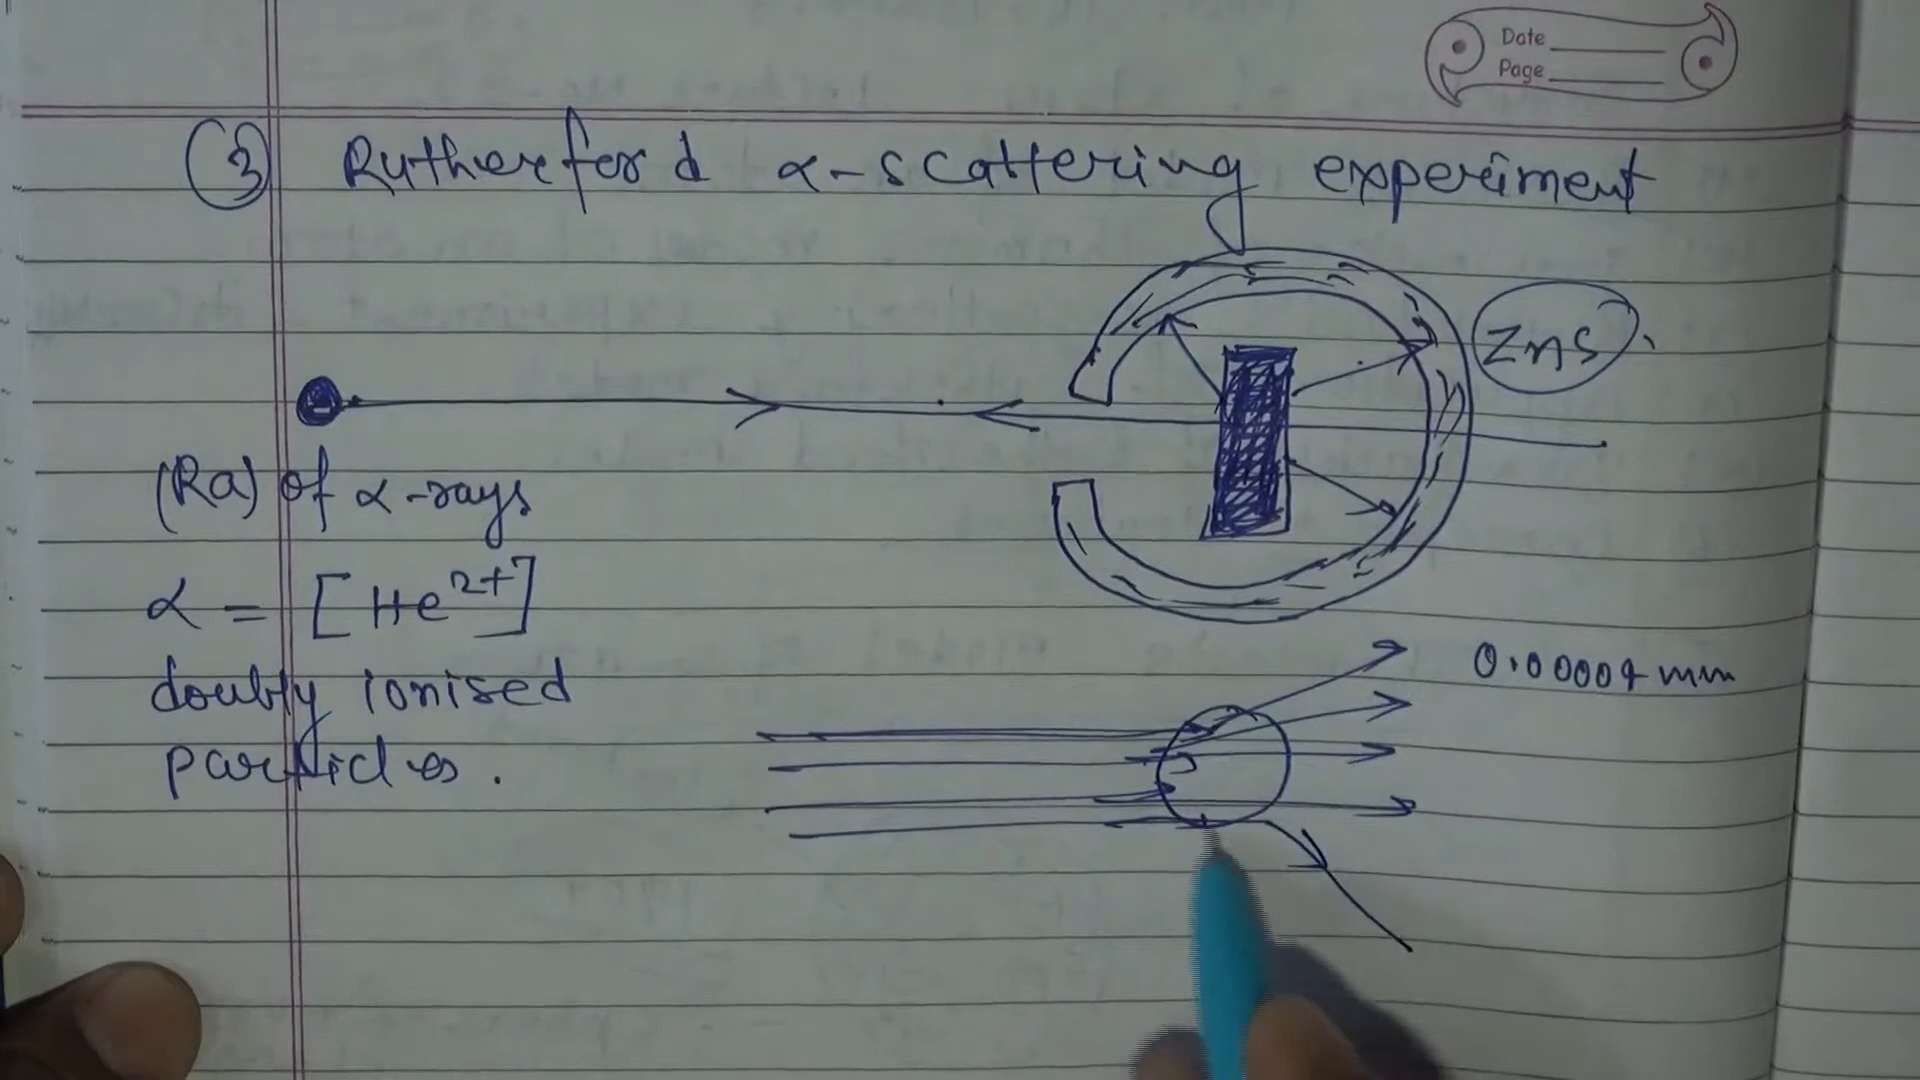 Date
Page
3 Rutherford α-scattering experiment
ZnS
(Ra) of α-rays
α = [He²⁺]
doubly ionised
0.00004 mm
particles.